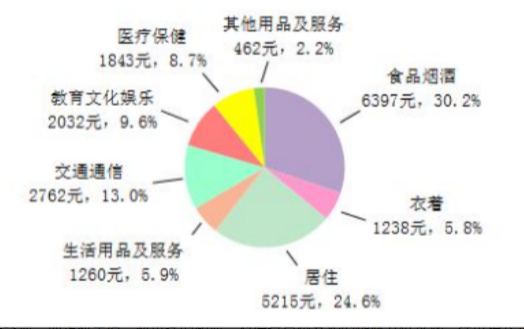 其他用品及服务
462元，2.2%
医疗保健
1843元，8.7%
食品烟酒
6397元，30.2%
教育文化娱乐
2032元，9.6%
交通通信
2762元，13.0%
衣着
1238元，5.8%
生活用品及服务
1260元，5.9%
居住
5215元，24.6%